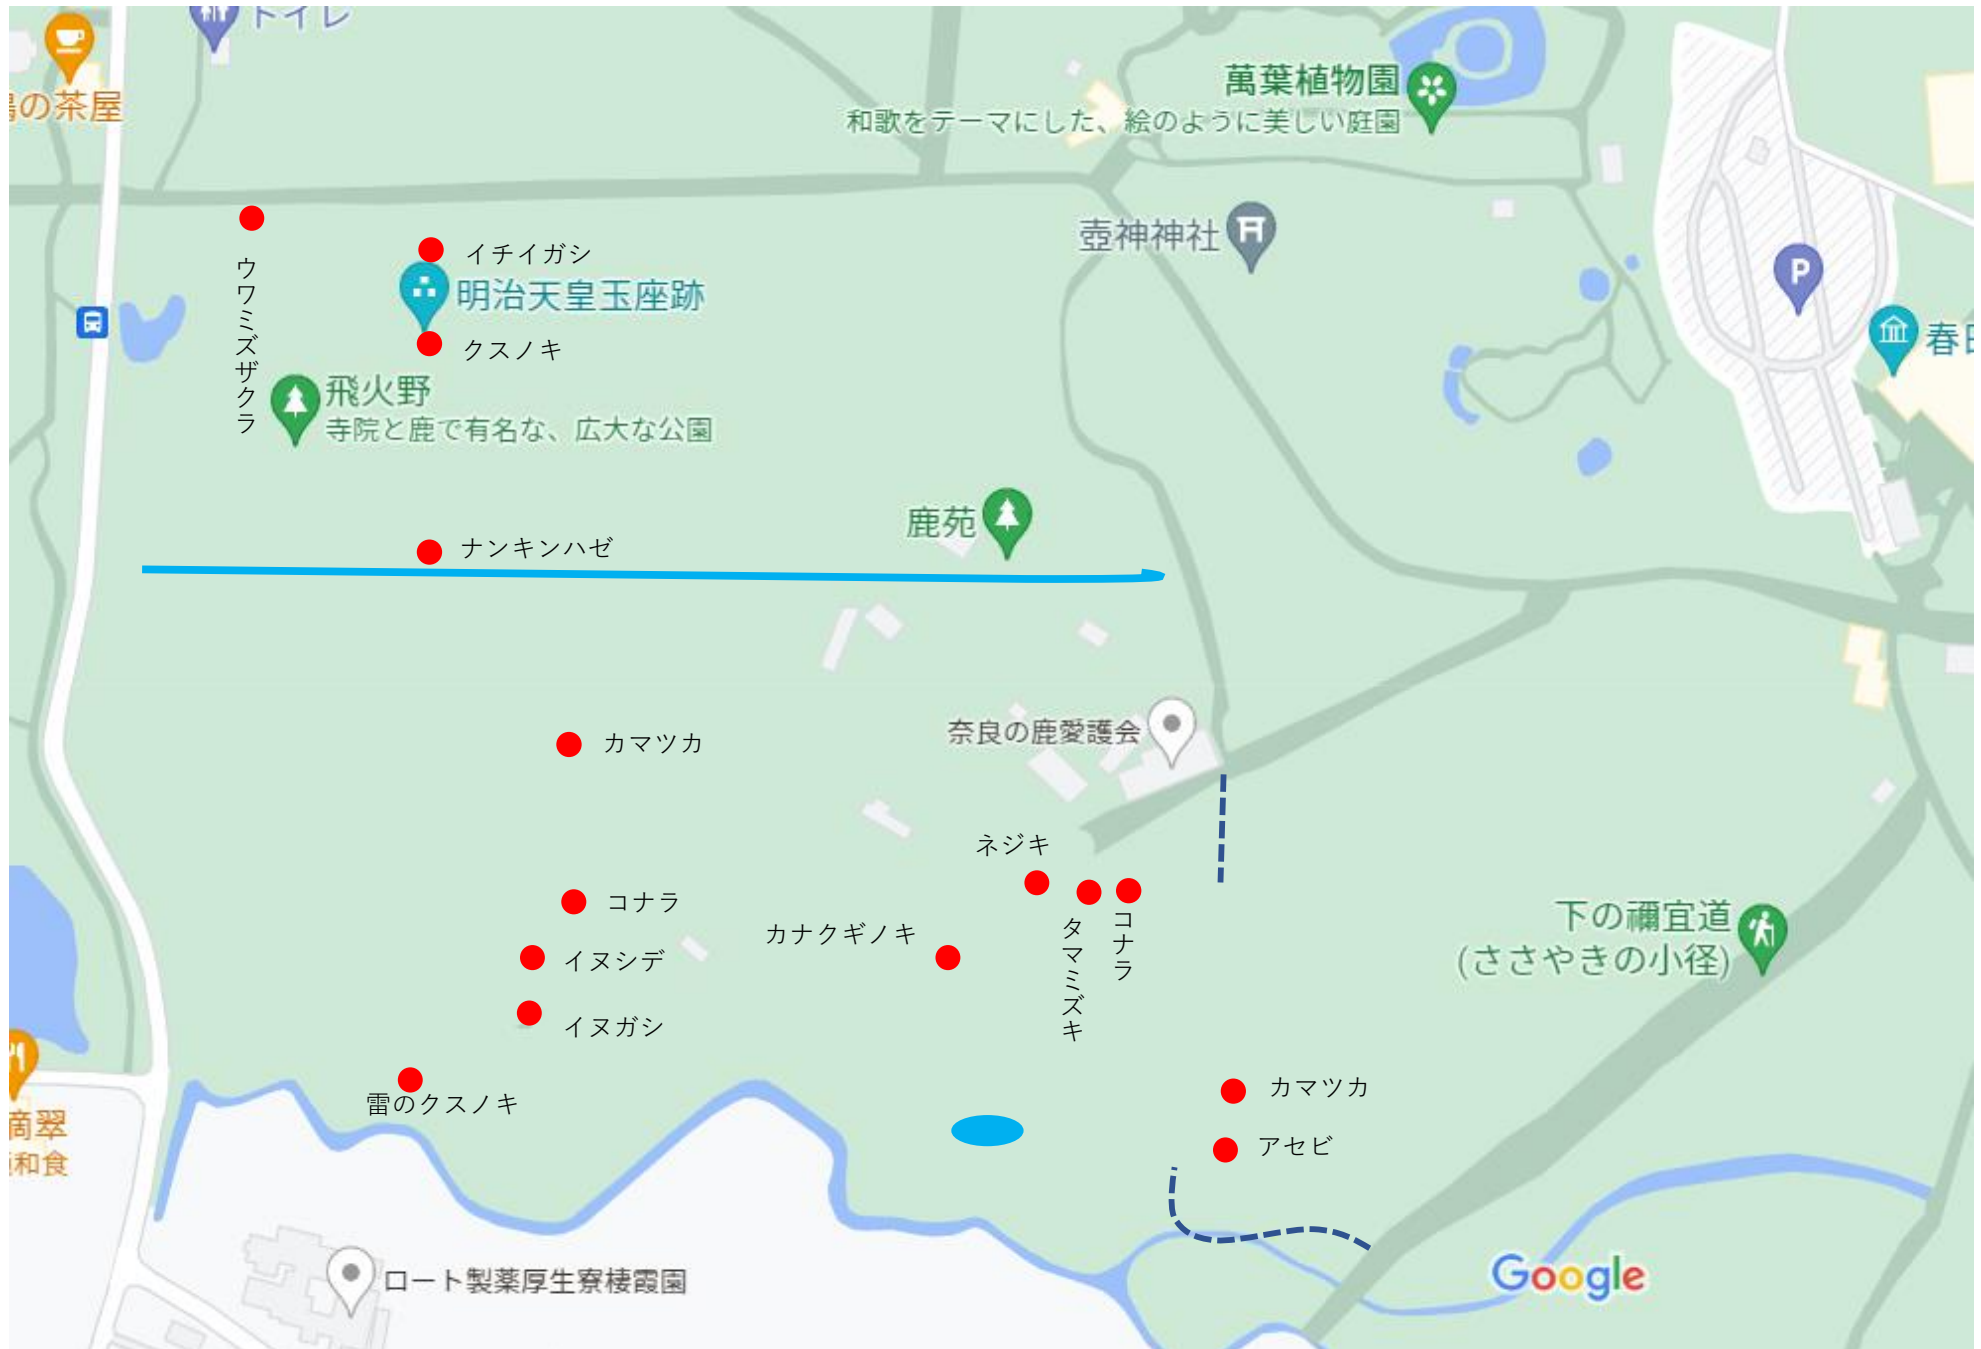 トイレ
の茶屋
萬葉植物園
和歌をテーマにした、絵のように美しい庭園
イチイガシ
壺神神社
明治天皇玉座跡
ウワミズザクラ
P
春日
クスノキ
飛火野
寺院と鹿で有名な、広大な公園
鹿苑
ナンキンハゼ
カマツカ
奈良の鹿愛護会
ネジキ
コナラ
カナクギノキ
タマミズキ
コナラ
下の禰宜道
(ささやきの小径)
イヌシデ
イヌガシ
雷のクスノキ
カマツカ
アセビ
滴翠
和食
ロート製薬厚生寮棲霞園
Google